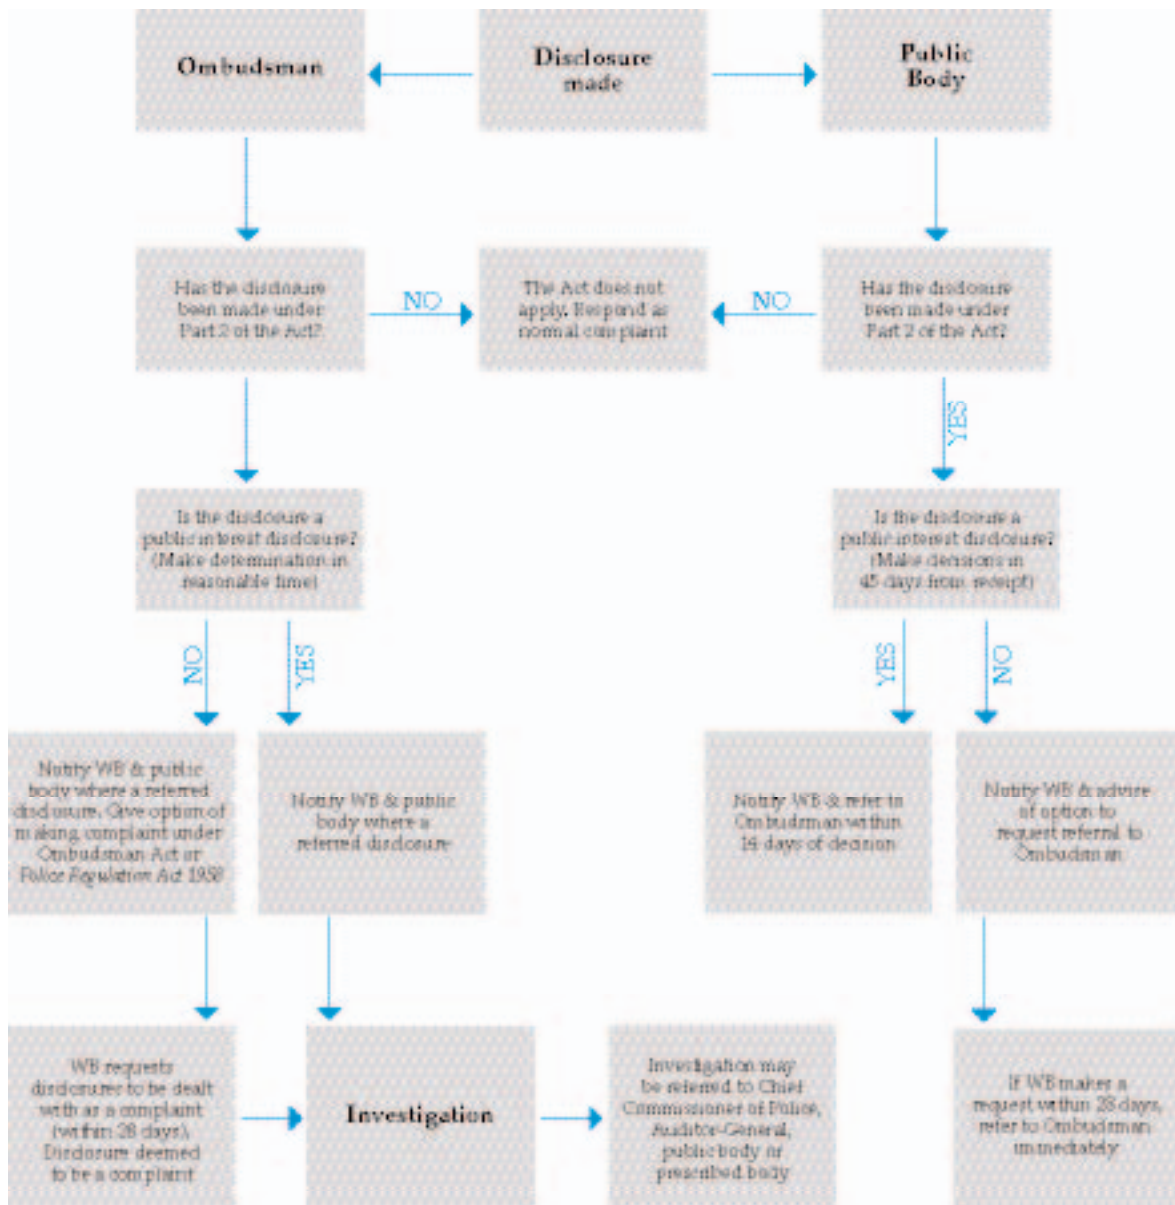 Ombudsman
Disclosure
made
Public
Body
Has the disclosure
been made under
Part 2 of the Act?
NO
The Act does not
apply. Respond as
normal complaint
NO
Has the disclosure
been made under
Part 2 of the Act?
YES
Is the disclosure a
public interest disclosure?
(Make determination in
reasonable time)
Is the disclosure a
public interest disclosure?
(Make decisions in
45 days from receipt)
NO
YES
YES
NO
Notify WB & public
body where a referred
disclosure. Give option of
making complaint under
Ombudsman Act or
Police Regulation Act 1958
Notify WB & public
body where a
referred disclosure
Notify WB & refer to
Ombudsman within
14 days of decision
Notify WB & advise
of option to
request referral to
Ombudsman
WB requests
disclosures to be dealt
with as a complaint
(within 28 days).
Disclosure deemed
to be a complaint
Investigation
Investigation may
be referred to Chief
Commissioner of Police,
Auditor-General,
public body or
prescribed body
If WB makes a
request within 28 days,
refer to Ombudsman
immediately